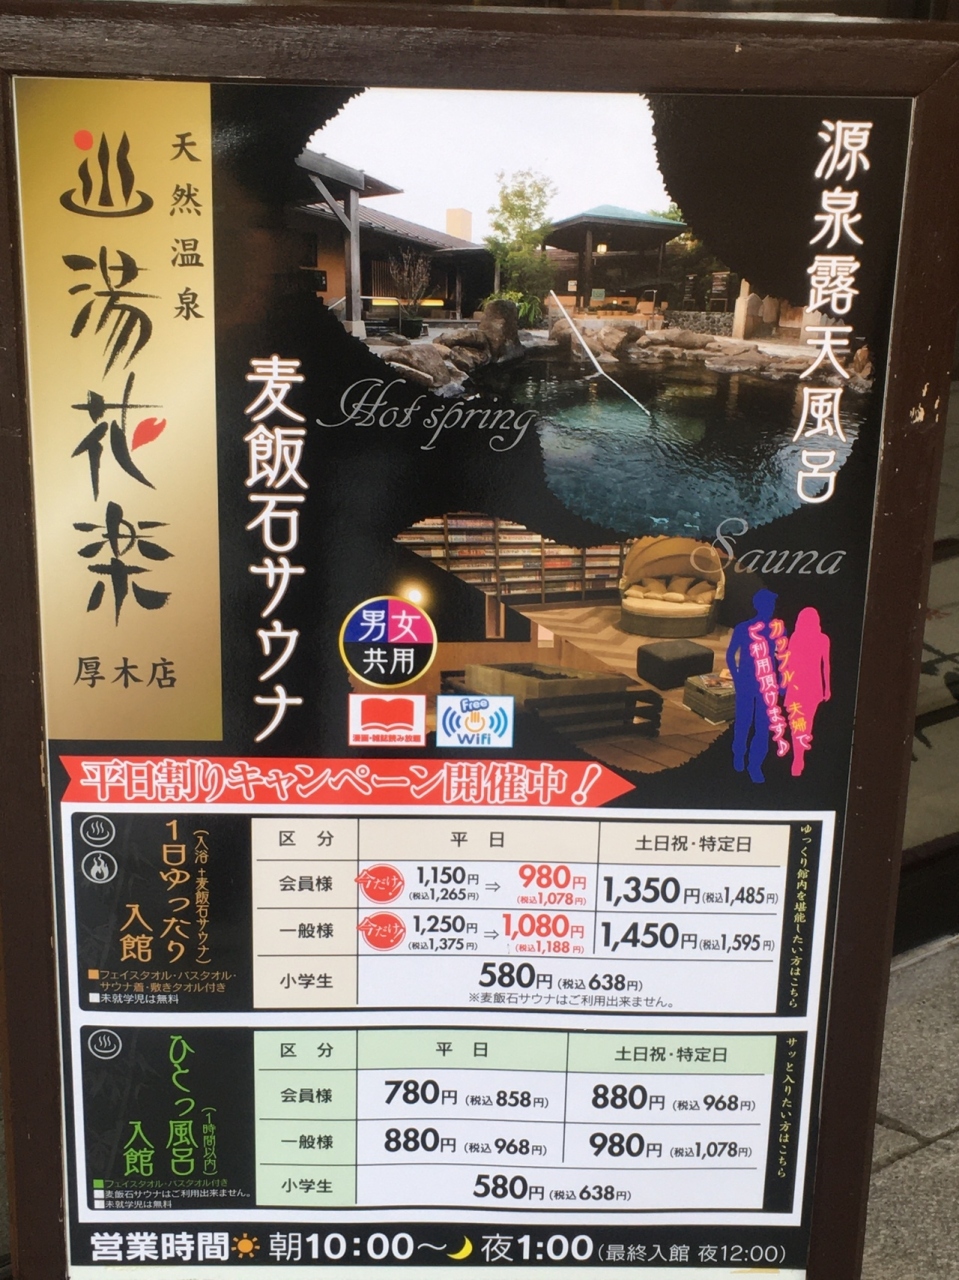 天然温泉
湯花楽
厚木店
源泉露天風呂
Hot spring
麦飯石サウナ
Sauna
男女
共用
漫画・雑誌読み放題
Free
Wifi
カップル、夫婦で
ご利用頂けます♪
平日割りキャンペーン開催中！
1日ゆったり
入館
(入浴+麦飯石サウナ)
■フェイスタオル・バスタオル・
サウナ着・敷きタオル付き
■未就学児は無料
区 分 平 日 土日祝・特定日
会員様 今だけ! 1,150円(税込1,265円) ⇒ 980円(税込1,078円) 1,350円(税込1,485円)
一般様 今だけ! 1,250円(税込1,375円) ⇒ 1,080円(税込1,188円) 1,450円(税込1,595円)
小学生 580円(税込638円)
※麦飯石サウナはご利用出来ません。
ゆっくり館内を堪能したい方はこちら
ひとっ風呂
入館
(1時間以内)
■フェイスタオル・バスタオル付き
■麦飯石サウナはご利用出来ません。
■未就学児は無料
区 分 平 日 土日祝・特定日
会員様 780円(税込858円) 880円(税込968円)
一般様 880円(税込968円) 980円(税込1,078円)
小学生 580円(税込638円)
サッと入りたい方はこちら
営業時間 朝10:00〜夜1:00(最終入館 夜12:00)